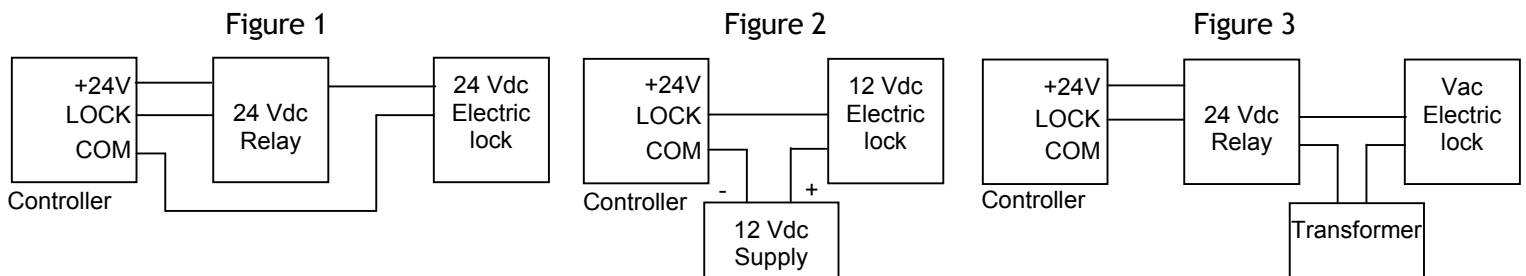 Figure 1
+24V
LOCK
COM
Controller
24 Vdc
Relay
24 Vdc
Electric
lock
Figure 2
+24V
LOCK
COM
Controller
-
+
12 Vdc
Supply
12 Vdc
Electric
lock
Figure 3
+24V
LOCK
COM
Controller
24 Vdc
Relay
Transformer
Vac
Electric
lock